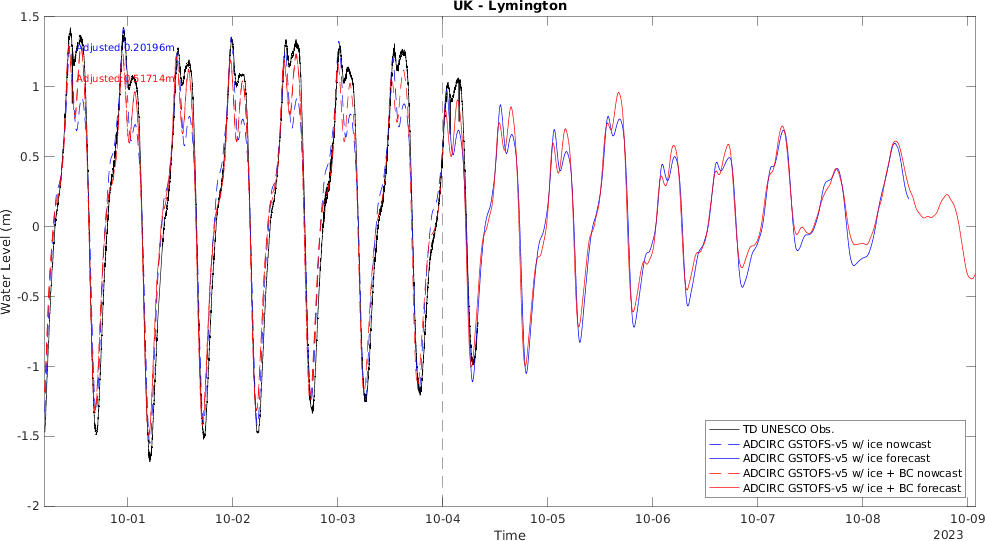 UK - Lymington
1.5
1
0.5
0
-0.5
-1
-1.5
-2
Water Level (m)
Adjusted: 0.20196m
Adjusted: 0.51714m
TD UNESCO Obs.
ADCIRC GSTOFS-v5 w/ ice nowcast
ADCIRC GSTOFS-v5 w/ ice forecast
ADCIRC GSTOFS-v5 w/ ice + BC nowcast
ADCIRC GSTOFS-v5 w/ ice + BC forecast
10-01 10-02 10-03 10-04 10-05 10-06 10-07 10-08 10-09
Time
2023